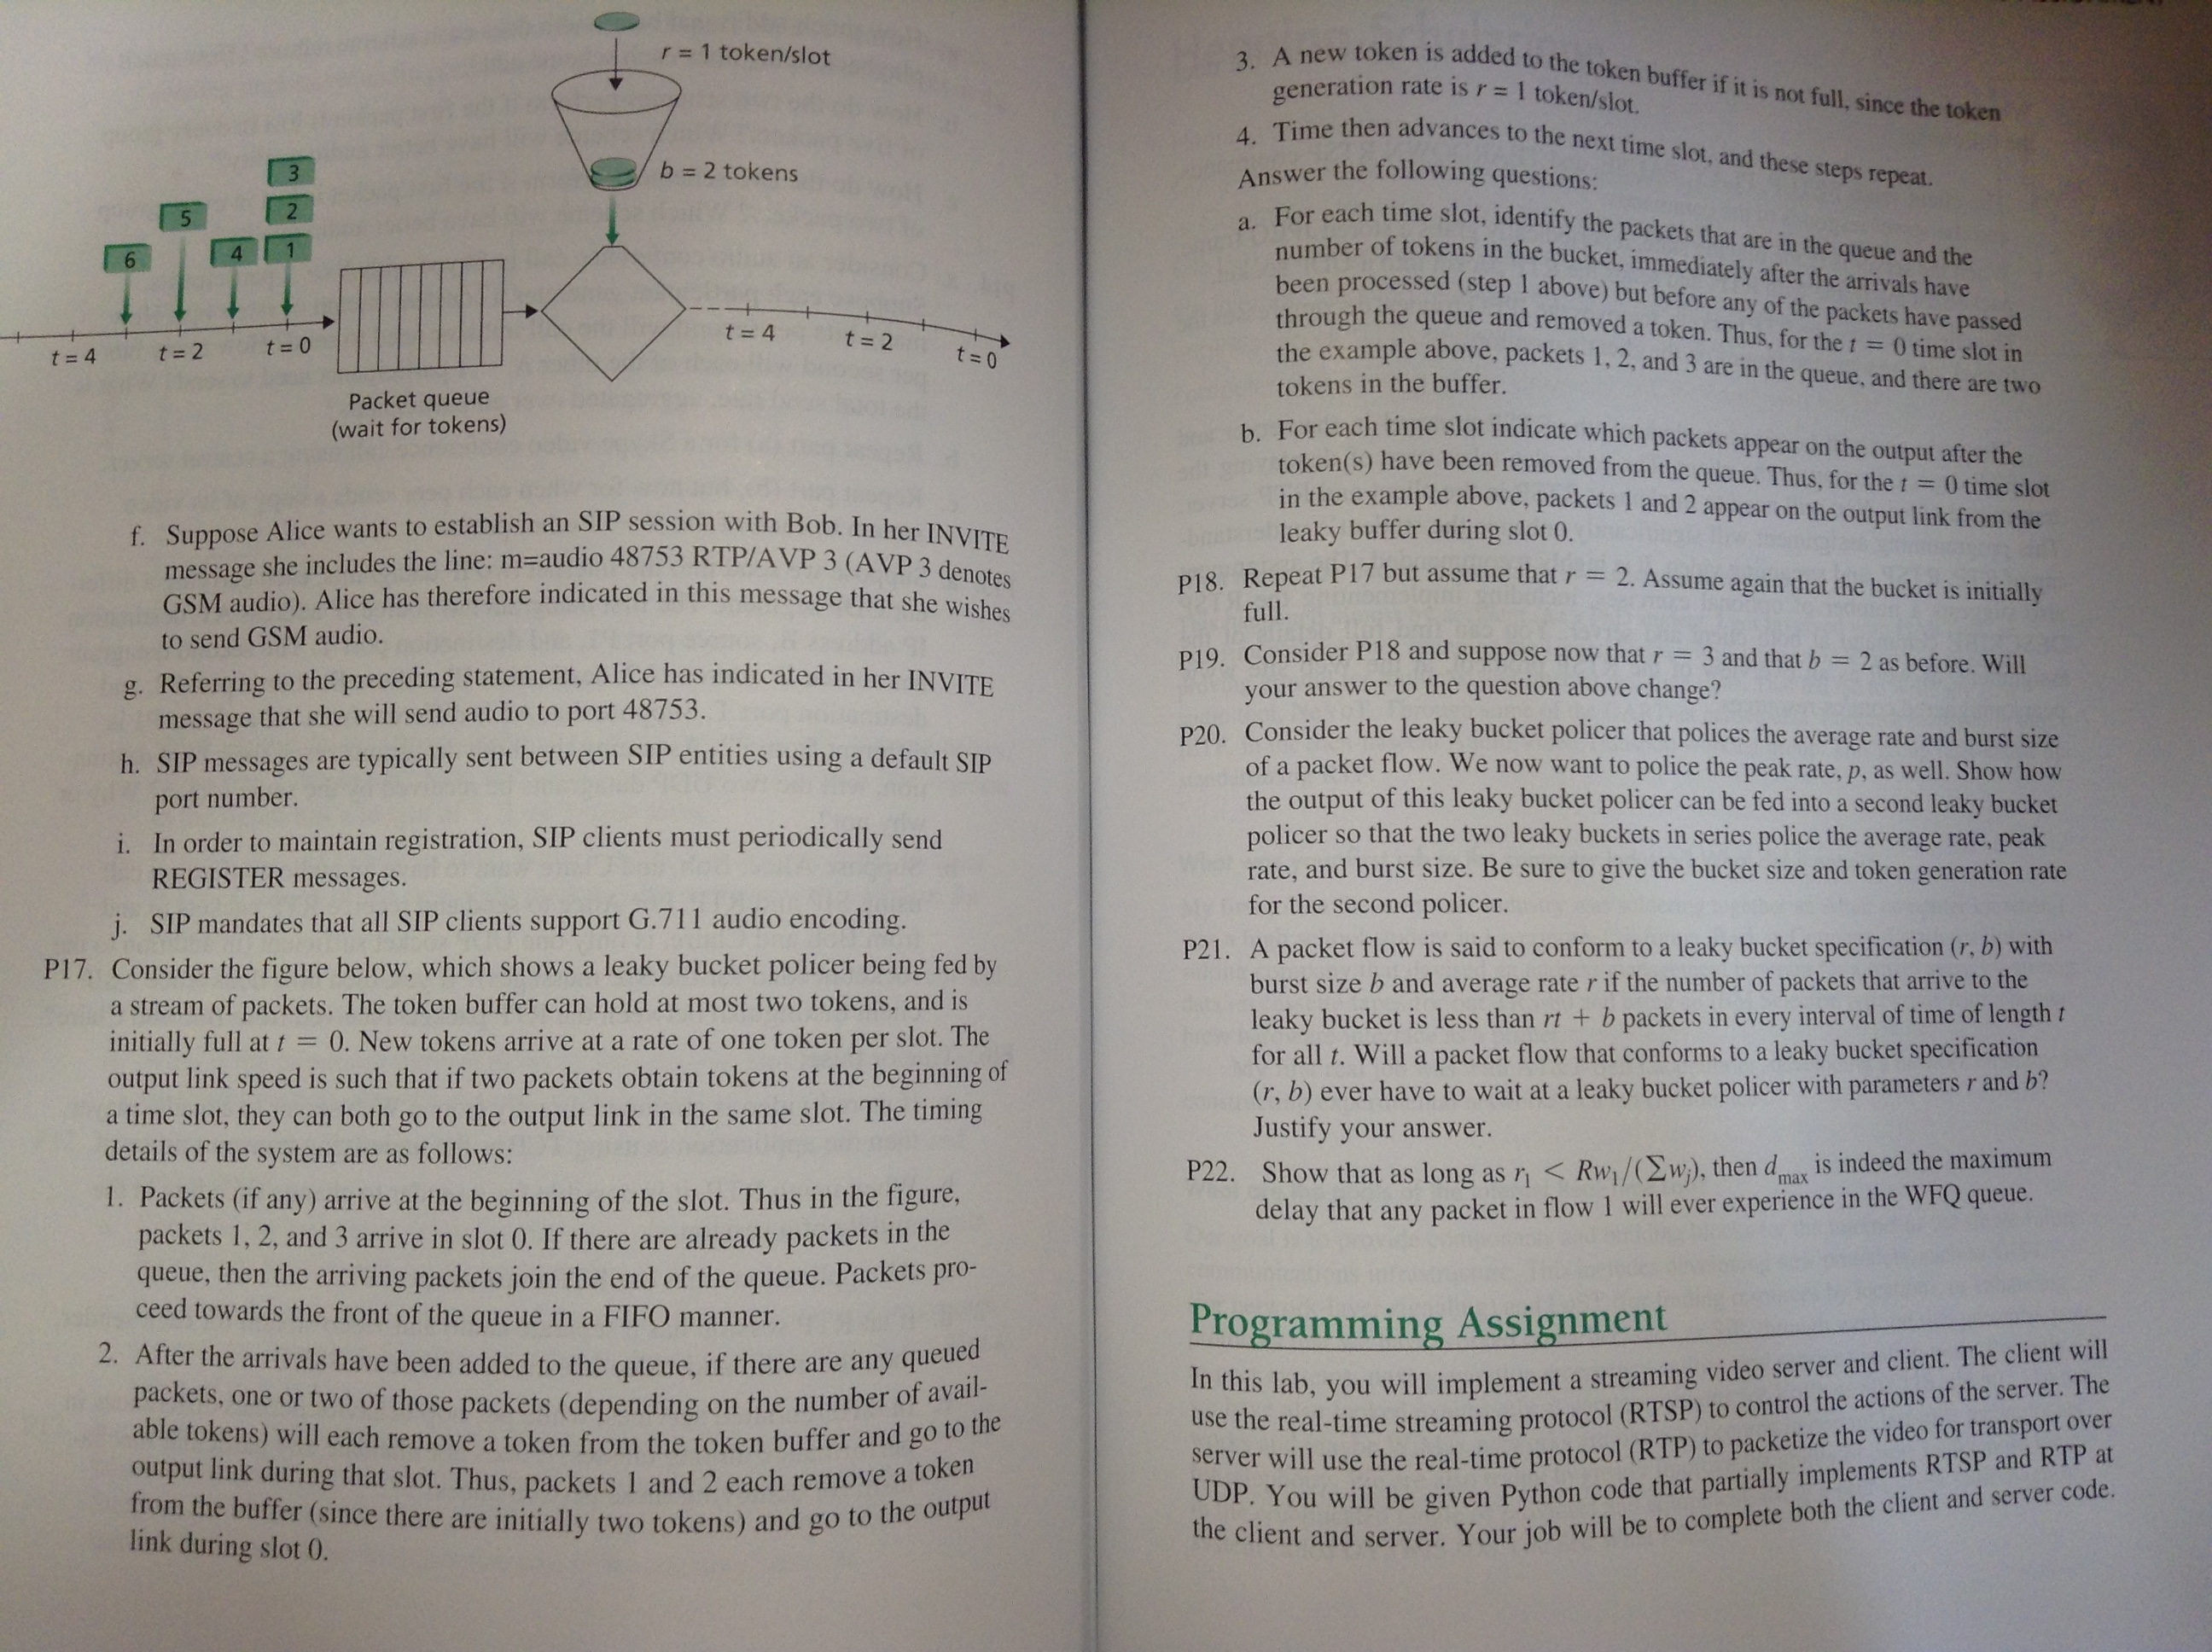 r = 1 token/slot
b = 2 tokens
3
5 2
6 4 1
t = 4 t = 2 t = 0
t = 4 t = 2 t = 0
Packet queue
(wait for tokens)
f. Suppose Alice wants to establish an SIP session with Bob. In her INVITE
message she includes the line: m=audio 48753 RTP/AVP 3 (AVP 3 denotes
GSM audio). Alice has therefore indicated in this message that she wishes
to send GSM audio.
g. Referring to the preceding statement, Alice has indicated in her INVITE
message that she will send audio to port 48753.
h. SIP messages are typically sent between SIP entities using a default SIP
port number.
i. In order to maintain registration, SIP clients must periodically send
REGISTER messages.
j. SIP mandates that all SIP clients support G.711 audio encoding.
P17. Consider the figure below, which shows a leaky bucket policer being fed by
a stream of packets. The token buffer can hold at most two tokens, and is
initially full at t = 0. New tokens arrive at a rate of one token per slot. The
output link speed is such that if two packets obtain tokens at the beginning of
a time slot, they can both go to the output link in the same slot. The timing
details of the system are as follows:
1. Packets (if any) arrive at the beginning of the slot. Thus in the figure,
packets 1, 2, and 3 arrive in slot 0. If there are already packets in the
queue, then the arriving packets join the end of the queue. Packets pro-
ceed towards the front of the queue in a FIFO manner.
2. After the arrivals have been added to the queue, if there are any queued
packets, one or two of those packets (depending on the number of avail-
able tokens) will each remove a token from the token buffer and go to the
output link during that slot. Thus, packets 1 and 2 each remove a token
from the buffer (since there are initially two tokens) and go to the output
link during slot 0.
3. A new token is added to the token buffer if it is not full, since the token
generation rate is r = 1 token/slot.
4. Time then advances to the next time slot, and these steps repeat.
Answer the following questions:
a. For each time slot, identify the packets that are in the queue and the
number of tokens in the bucket, immediately after the arrivals have
been processed (step 1 above) but before any of the packets have passed
through the queue and removed a token. Thus, for the t = 0 time slot in
the example above, packets 1, 2, and 3 are in the queue, and there are two
tokens in the buffer.
b. For each time slot indicate which packets appear on the output after the
token(s) have been removed from the queue. Thus, for the t = 0 time slot
in the example above, packets 1 and 2 appear on the output link from the
leaky buffer during slot 0.
P18. Repeat P17 but assume that r = 2. Assume again that the bucket is initially
full.
P19. Consider P18 and suppose now that r = 3 and that b = 2 as before. Will
your answer to the question above change?
P20. Consider the leaky bucket policer that polices the average rate and burst size
of a packet flow. We now want to police the peak rate, p, as well. Show how
the output of this leaky bucket policer can be fed into a second leaky bucket
policer so that the two leaky buckets in series police the average rate, peak
rate, and burst size. Be sure to give the bucket size and token generation rate
for the second policer.
P21. A packet flow is said to conform to a leaky bucket specification (r, b) with
burst size b and average rate r if the number of packets that arrive to the
leaky bucket is less than rt + b packets in every interval of time of length t
for all t. Will a packet flow that conforms to a leaky bucket specification
(r, b) ever have to wait at a leaky bucket policer with parameters r and b?
Justify your answer.
P22. Show that as long as r₁ < Rw₁/(∑wⱼ), then dmax is indeed the maximum
delay that any packet in flow 1 will ever experience in the WFQ queue.
Programming Assignment
In this lab, you will implement a streaming video server and client. The client will
use the real-time streaming protocol (RTSP) to control the actions of the server. The
server will use the real-time protocol (RTP) to packetize the video for transport over
UDP. You will be given Python code that partially implements RTSP and RTP at
the client and server. Your job will be to complete both the client and server code.